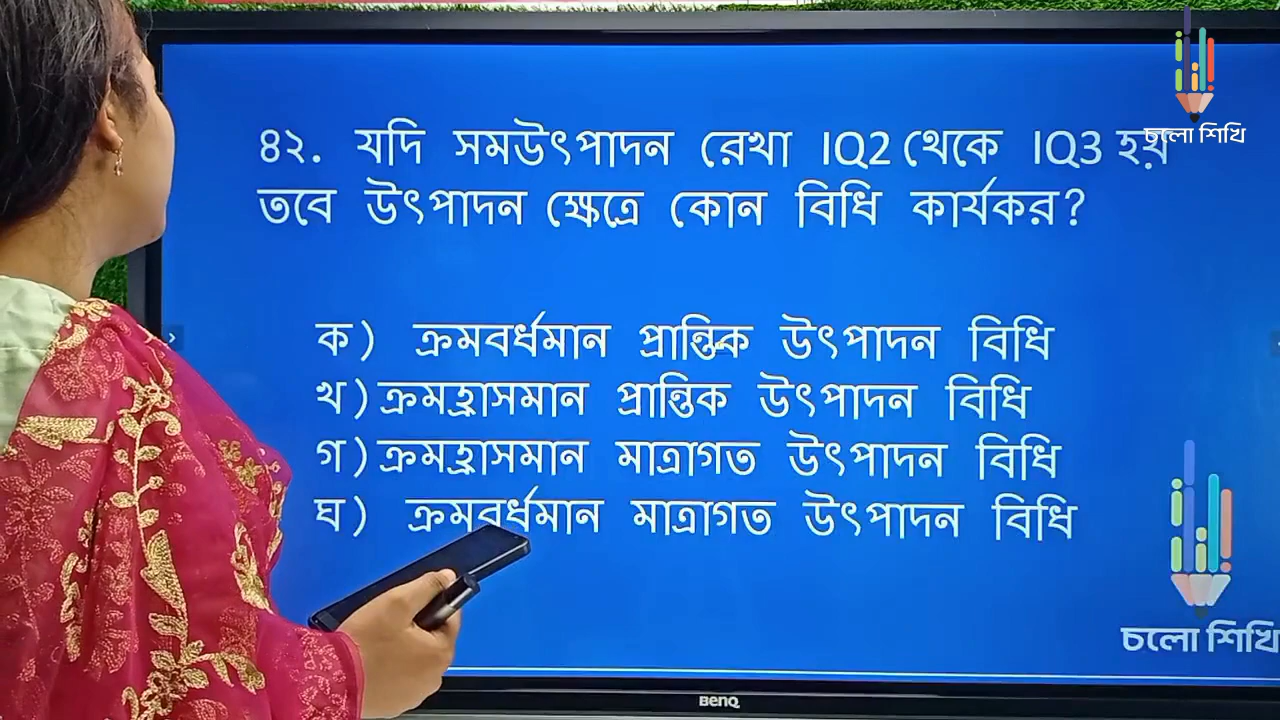 চলো শিখি
৪২. যদি সমউৎপাদন রেখা IQ2 থেকে IQ3 হয়
তবে উৎপাদন ক্ষেত্রে কোন বিধি কার্যকর?
ক) ক্রমবর্ধমান প্রান্তিক উৎপাদন বিধি
খ) ক্রমহ্রাসমান প্রান্তিক উৎপাদন বিধি
গ) ক্রমহ্রাসমান মাত্রাগত উৎপাদন বিধি
ঘ) ক্রমবর্ধমান মাত্রাগত উৎপাদন বিধি
চলো শিখি
BenQ